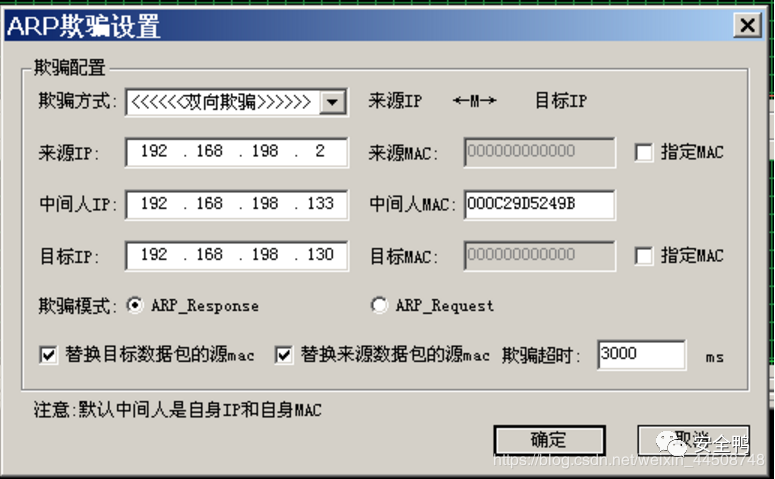 ARP欺骗设置
欺骗配置
欺骗方式: <<<<<<双向欺骗>>>>>> 来源IP ←M→ 目标IP
来源IP: 192 . 168 . 198 . 2 来源MAC: 000000000000 指定MAC
中间人IP: 192 . 168 . 198 . 133 中间人MAC: 000C29D5249B
目标IP: 192 . 168 . 198 . 130 目标MAC: 000000000000 指定MAC
欺骗模式: ARP_Response ARP_Request
替换目标数据包的源mac 替换来源数据包的源mac 欺骗超时: 3000 ms
注意:默认中间人是自身IP和自身MAC
确定 取消
安全鸭
https://blog.csdn.net/weixin_44508748